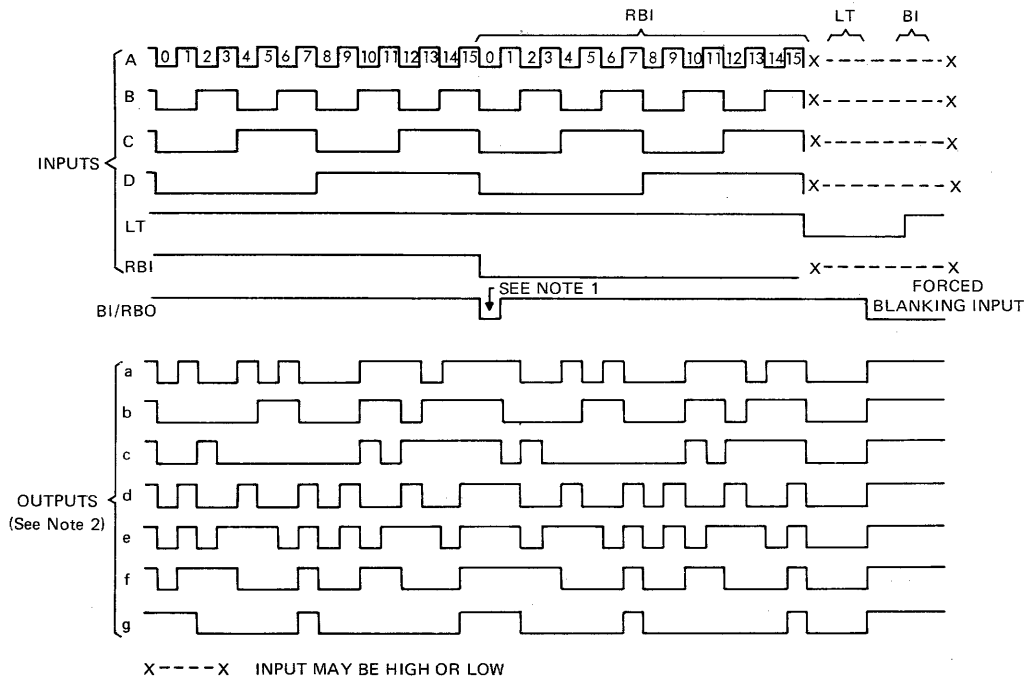 RBI LT BI
A 0 1 2 3 4 5 6 7 8 9 10 11 12 13 14 15 0 1 2 3 4 5 6 7 8 9 10 11 12 13 14 15 X - - - - - - - - X
B X - - - - - - - - X
C X - - - - - - - - X
INPUTS
D X - - - - - - - - X
LT
RBI X - - - - - - - - X
SEE NOTE 1 FORCED
BI/RBO BLANKING INPUT
a
b
c
OUTPUTS d
(See Note 2) e
f
g
X - - - - X INPUT MAY BE HIGH OR LOW